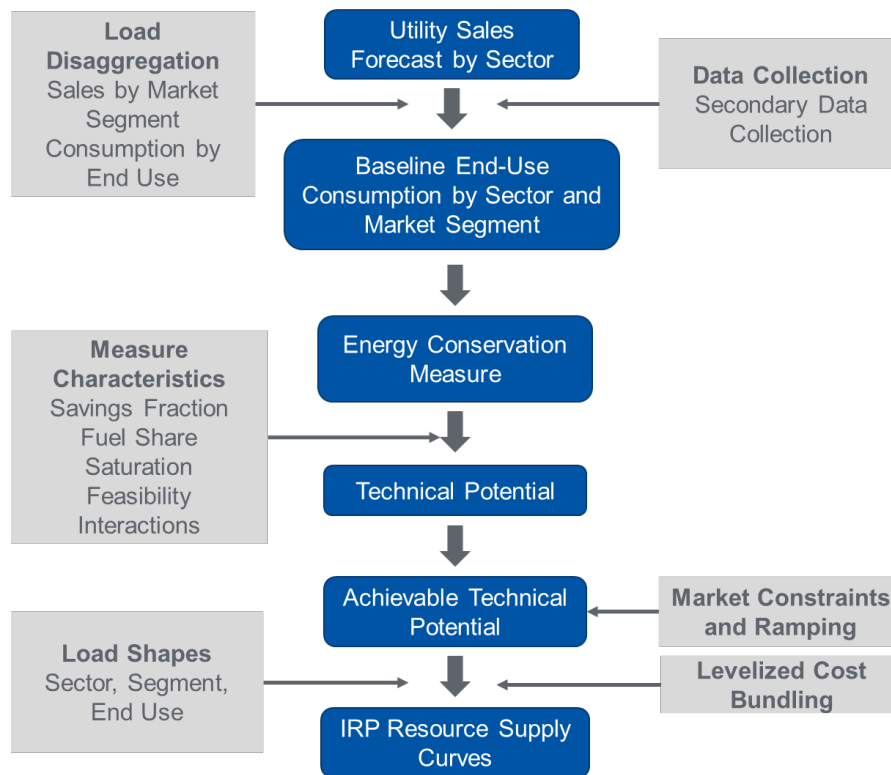 Load
Disaggregation
Sales by Market
Segment
Consumption by
End Use
Utility Sales
Forecast by Sector
Data Collection
Secondary Data
Collection
Baseline End-Use
Consumption by Sector and
Market Segment
Energy Conservation
Measure
Measure
Characteristics
Savings Fraction
Fuel Share
Saturation
Feasibility
Interactions
Technical Potential
Achievable Technical
Potential
Market Constraints
and Ramping
Load Shapes
Sector, Segment,
End Use
Levelized Cost
Bundling
IRP Resource Supply
Curves